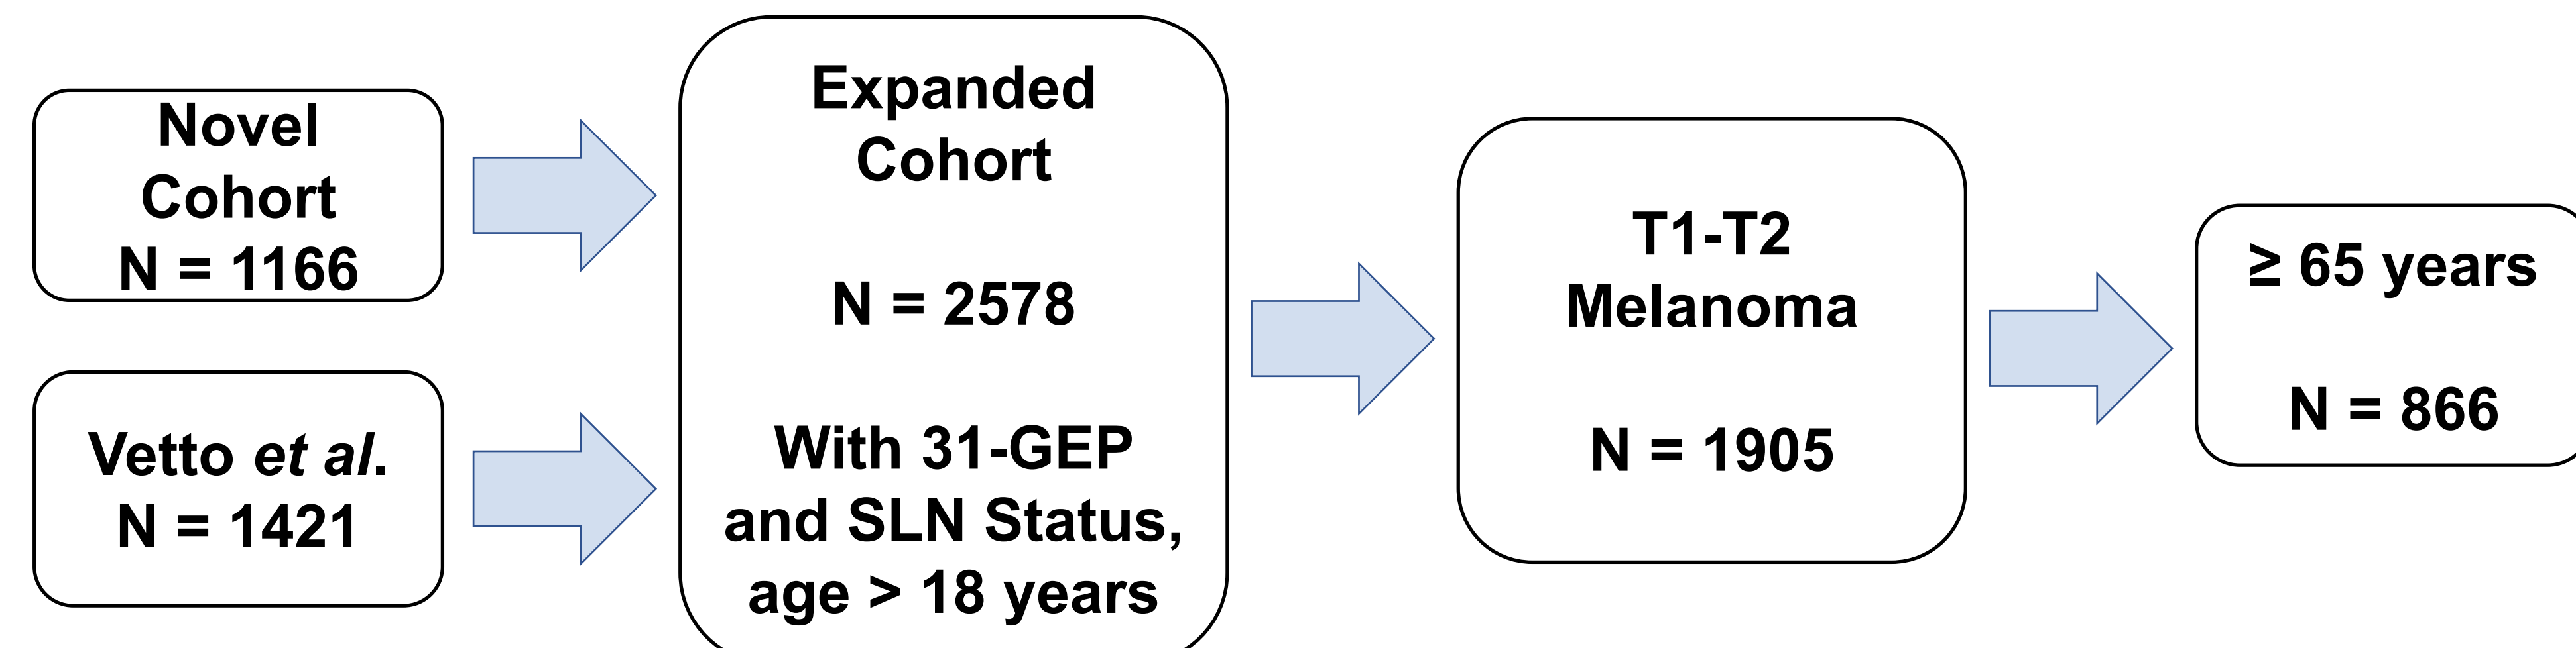 Novel
Cohort
N = 1166
Vetto et al.
N = 1421
Expanded
Cohort
N = 2578
With 31-GEP
and SLN Status,
age > 18 years
T1-T2
Melanoma
N = 1905
≥ 65 years
N = 866